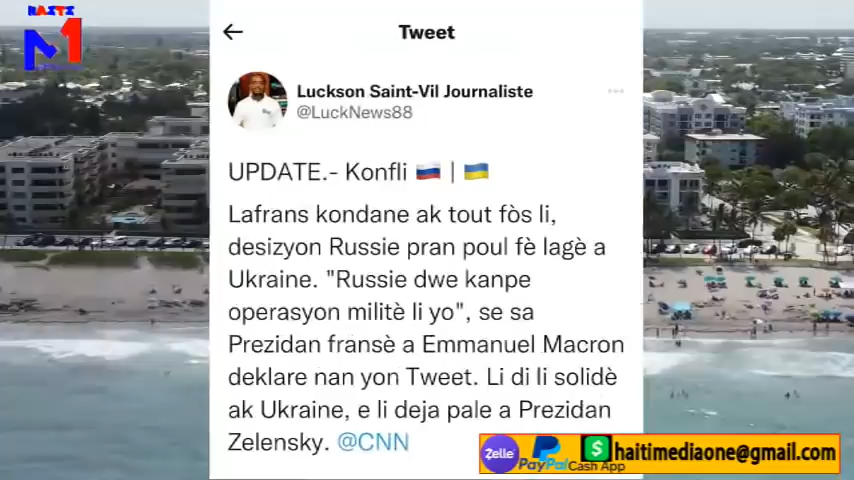 HAITI
M1
Tweet
Luckson Saint-Vil Journaliste
@LuckNews88
UPDATE.- Konfli 🇷🇺 | 🇺🇦
Lafrans kondane ak tout fòs li,
desizyon Russie pran poul fè lagè a
Ukraine. "Russie dwe kanpe
operasyon militè li yo", se sa
Prezidan fransè a Emmanuel Macron
deklare nan yon Tweet. Li di li solidè
ak Ukraine, e li deja pale a Prezidan
Zelensky. @CNN
Zelle
PayPal
$
Cash App
haitimediaone@gmail.com